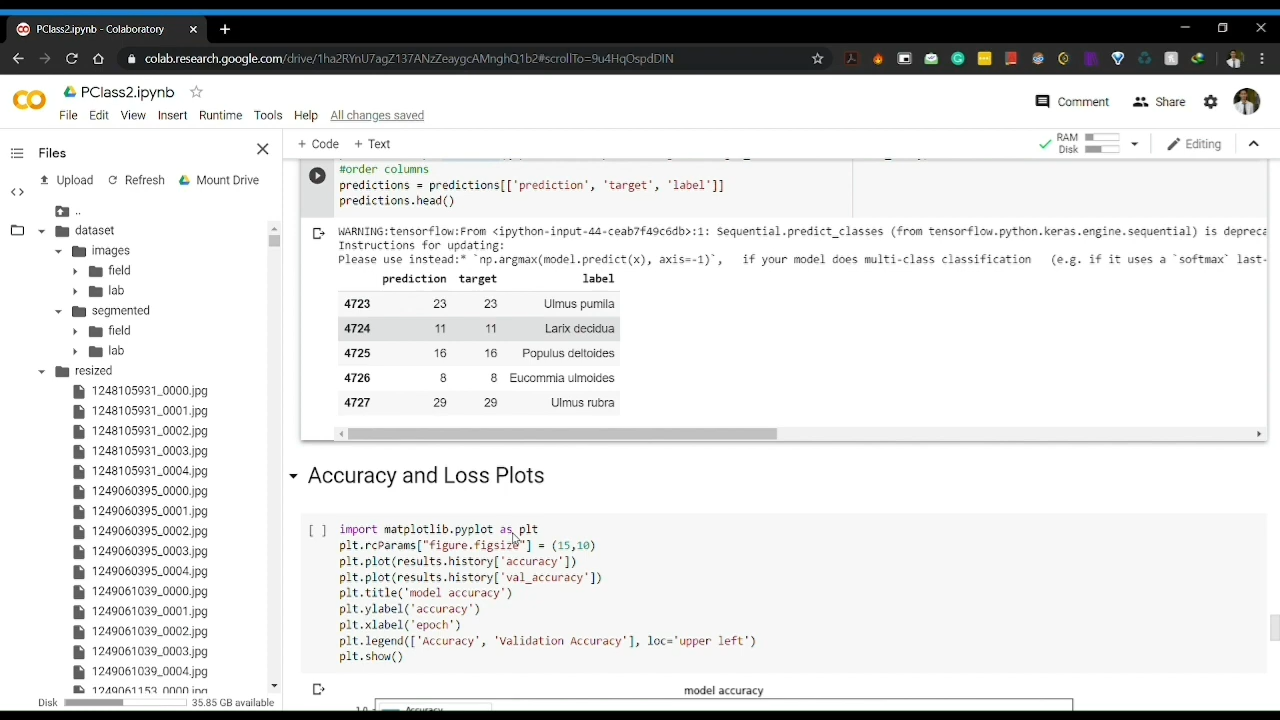 PClass2.ipynb - Colaboratory
colab.research.google.com/drive/1ha2RYnU7agZ137ANzZeaygcAMnghQ1b2#scrollTo=9u4HqOspdDIN
PClass2.ipynb
Comment
Share
File Edit View Insert Runtime Tools Help All changes saved
Files
+ Code + Text
RAM
Disk
Editing
Upload Refresh Mount Drive
..
dataset
images
field
lab
segmented
field
lab
resized
1248105931_0000.jpg
1248105931_0001.jpg
1248105931_0002.jpg
1248105931_0003.jpg
1248105931_0004.jpg
1249060395_0000.jpg
1249060395_0001.jpg
1249060395_0002.jpg
1249060395_0003.jpg
1249060395_0004.jpg
1249061039_0000.jpg
1249061039_0001.jpg
1249061039_0002.jpg
1249061039_0003.jpg
1249061039_0004.jpg
1249061153_0000.jpg
Disk 35.85 GB available
#order columns
predictions = predictions[['prediction', 'target', 'label']]
predictions.head()
WARNING:tensorflow:From <ipython-input-44-ceab7f49c6db>:1: Sequential.predict_classes (from tensorflow.python.keras.engine.sequential) is depreca
Instructions for updating:
Please use instead:* `np.argmax(model.predict(x), axis=-1)`, if your model does multi-class classification (e.g. if it uses a `softmax` last-
prediction target label
4723 23 23 Ulmus pumila
4724 11 11 Larix decidua
4725 16 16 Populus deltoides
4726 8 8 Eucommia ulmoides
4727 29 29 Ulmus rubra
Accuracy and Loss Plots
[ ] import matplotlib.pyplot as plt
plt.rcParams["figure.figsize"] = (15,10)
plt.plot(results.history['accuracy'])
plt.plot(results.history['val_accuracy'])
plt.title('model accuracy')
plt.ylabel('accuracy')
plt.xlabel('epoch')
plt.legend(['Accuracy', 'Validation Accuracy'], loc='upper left')
plt.show()
model accuracy
1.0
Accuracy